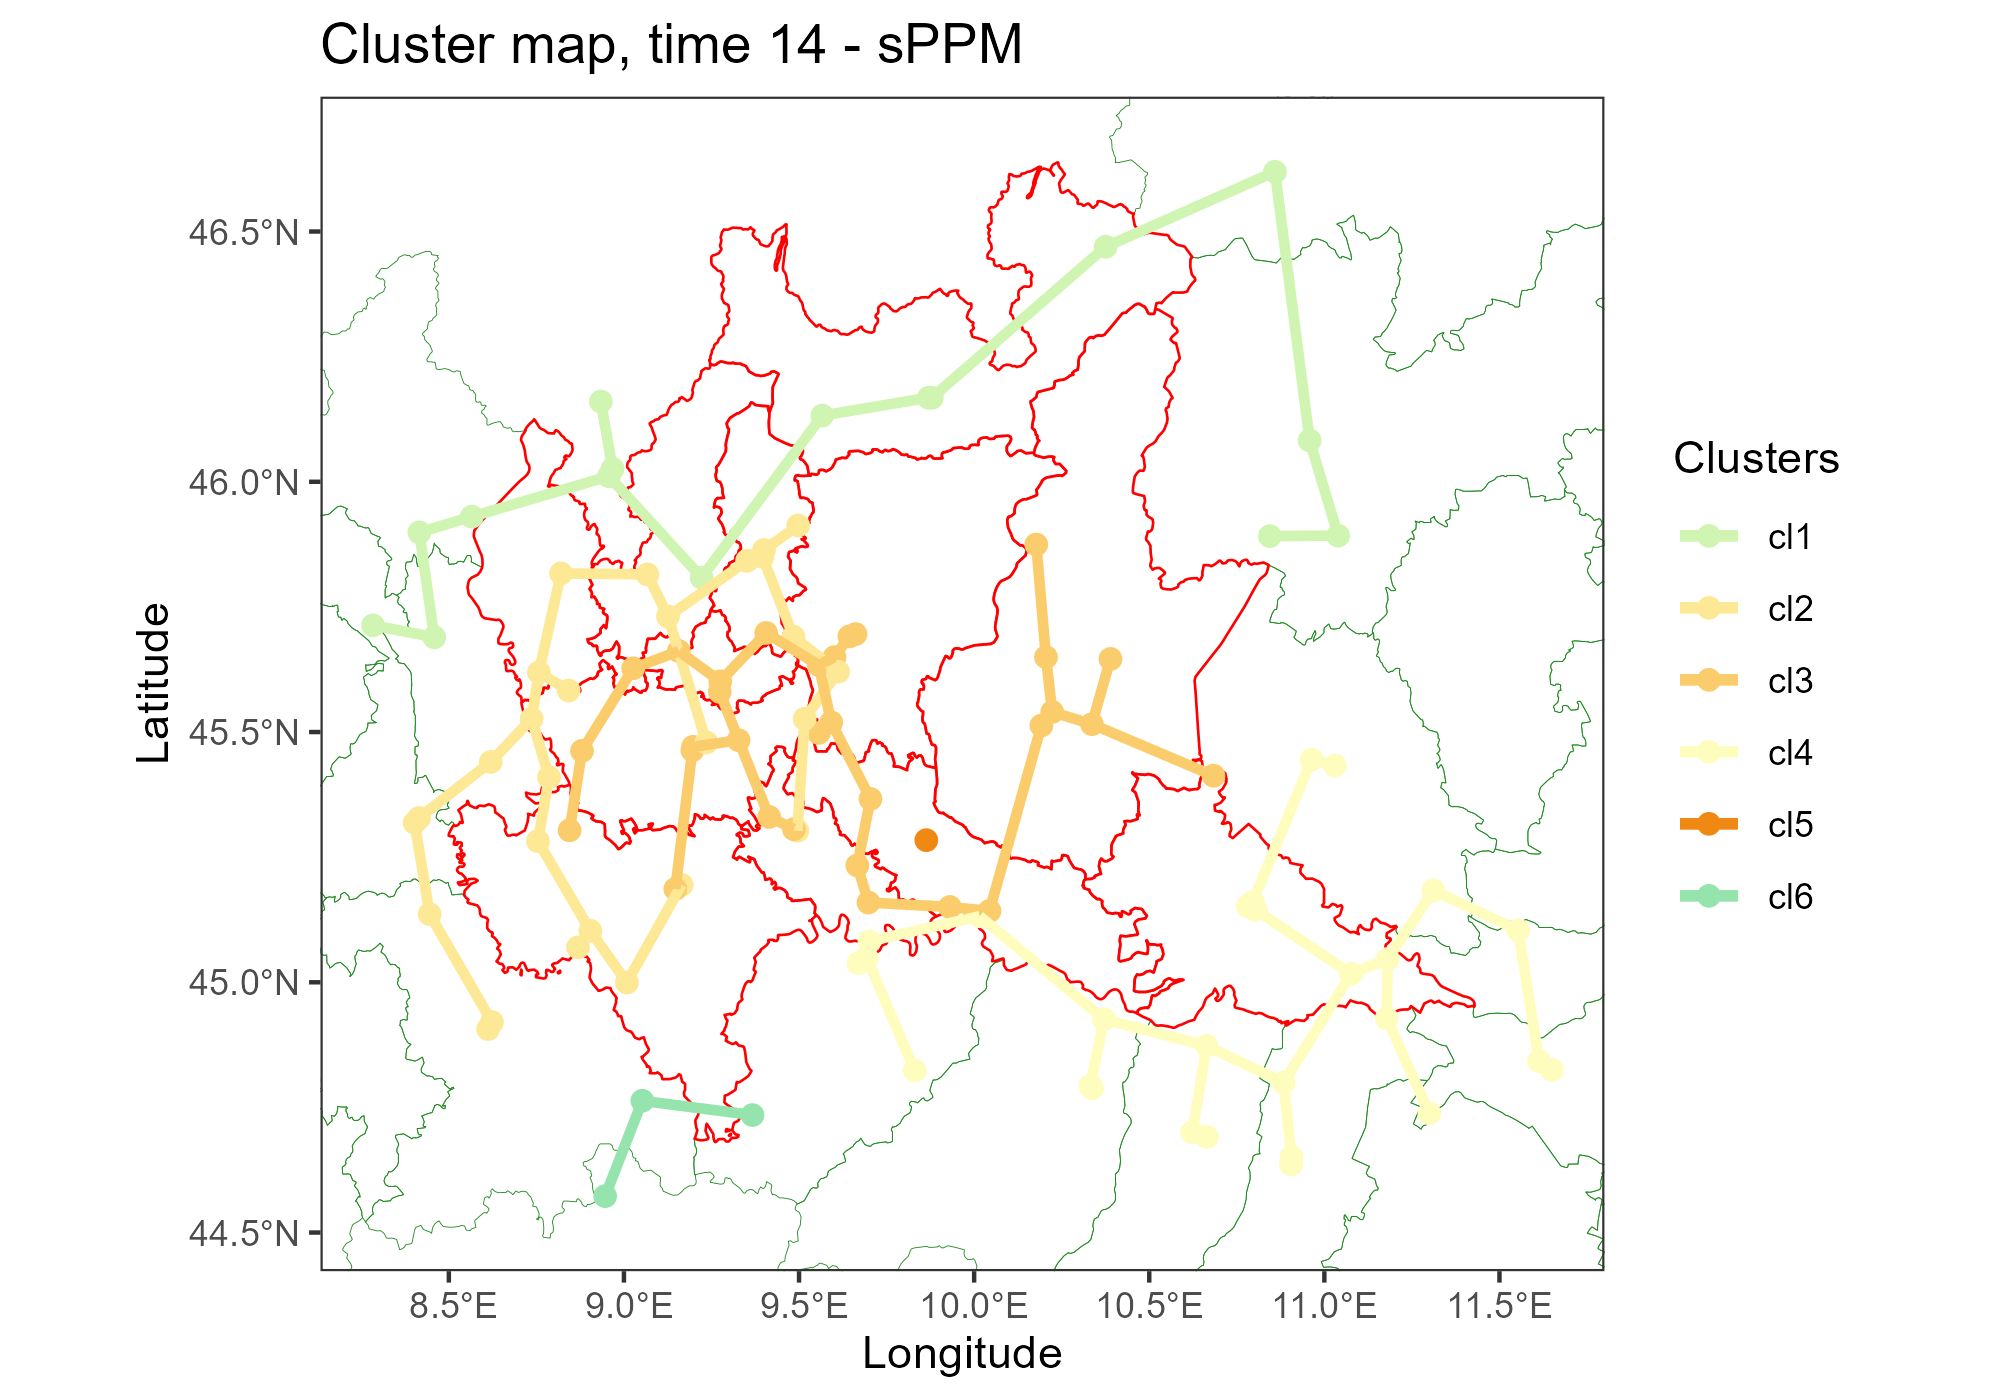 Cluster map, time 14 - sPPM
46.5°N
46.0°N
45.5°N
45.0°N
44.5°N
Latitude
8.5°E 9.0°E 9.5°E 10.0°E 10.5°E 11.0°E 11.5°E
Longitude
Clusters
cl1
cl2
cl3
cl4
cl5
cl6